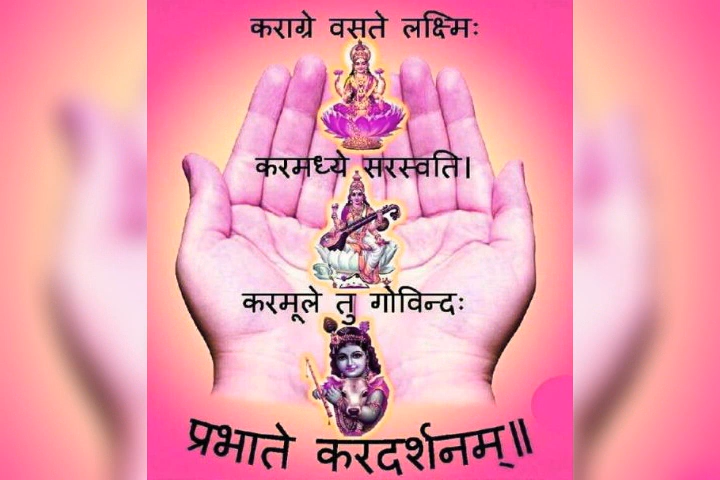 कराग्रे वसते लक्ष्मिः
करमध्ये सरस्वति।
करमूले तु गोविन्दः
प्रभाते करदर्शनम्॥